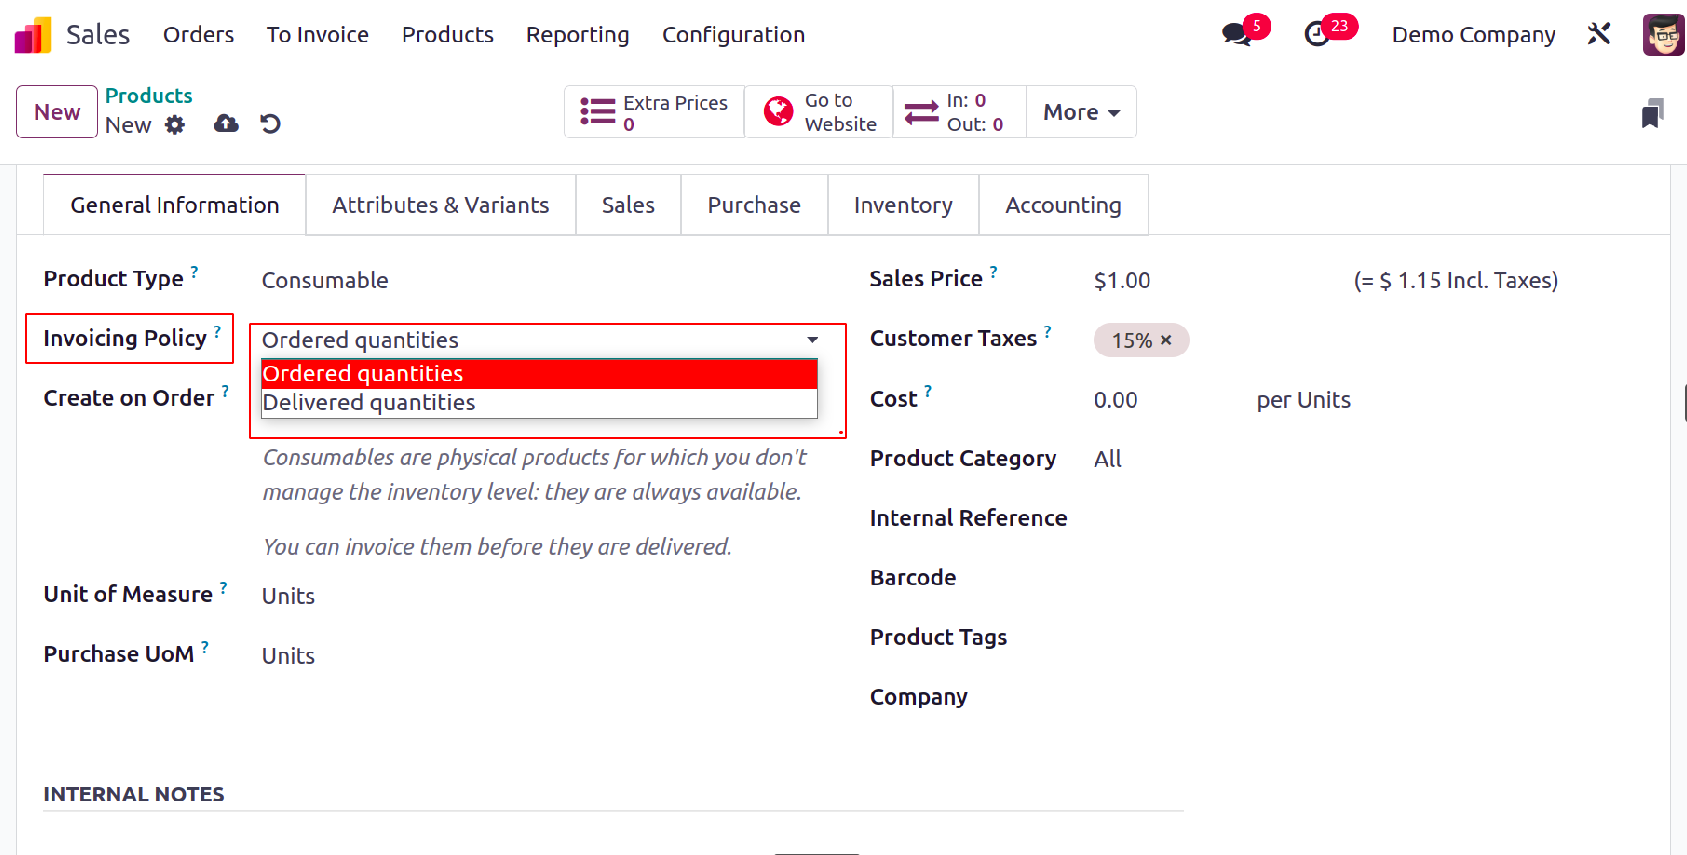 Sales Orders To Invoice Products Reporting Configuration 5 23 Demo Company
New Products
New
Extra Prices
0
Go to
Website
In: 0
Out: 0
More
General Information Attributes & Variants Sales Purchase Inventory Accounting
Product Type ? Consumable
Invoicing Policy ? Ordered quantities
Ordered quantities
Delivered quantities
Create on Order ?
Consumables are physical products for which you don't
manage the inventory level: they are always available.
You can invoice them before they are delivered.
Unit of Measure ? Units
Purchase UoM ? Units
Sales Price ? $1.00 (= $ 1.15 Incl. Taxes)
Customer Taxes ? 15% ×
Cost ? 0.00 per Units
Product Category All
Internal Reference
Barcode
Product Tags
Company
INTERNAL NOTES